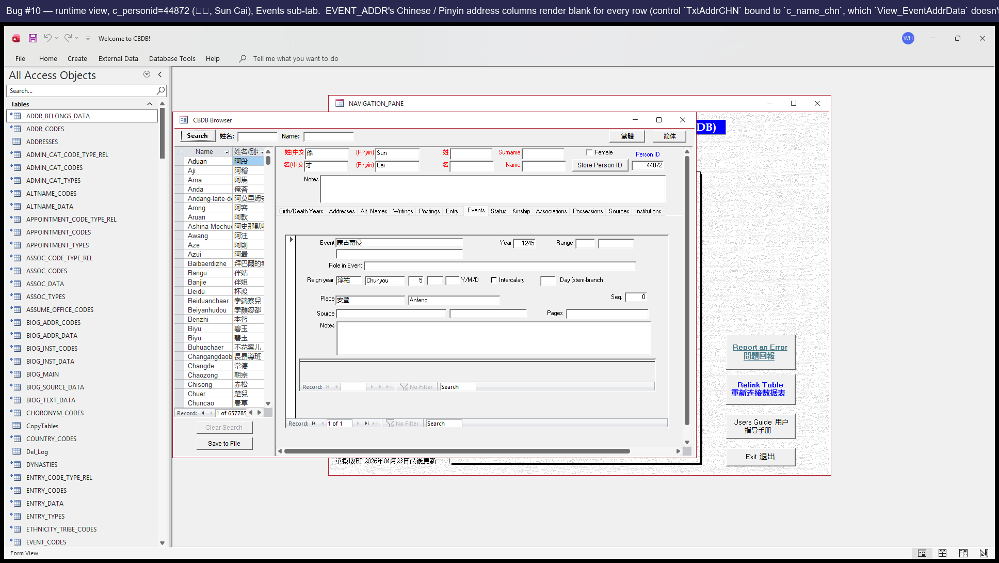 Bug #10 — runtime view, c_personid=44872 (, Sun Cai), Events sub-tab. EVENT_ADDR's Chinese / Pinyin address columns render blank for every row (control `TxtAddrCHN` bound to `c_name_chn`, which `View_EventAddrData` doesn't
Welcome to CBDB!
WH
File Home Create External Data Database Tools Help Tell me what you want to do
All Access Objects
Search...
Tables
ADDR_BELONGS_DATA
ADDR_CODES
ADDRESSES
ADMIN_CAT_CODE_TYPE_REL
ADMIN_CAT_CODES
ADMIN_CAT_TYPES
ALTNAME_CODES
ALTNAME_DATA
APPOINTMENT_CODE_TYPE_REL
APPOINTMENT_CODES
APPOINTMENT_TYPES
ASSOC_CODE_TYPE_REL
ASSOC_CODES
ASSOC_DATA
ASSOC_TYPES
ASSUME_OFFICE_CODES
BIOG_ADDR_CODES
BIOG_ADDR_DATA
BIOG_INST_CODES
BIOG_INST_DATA
BIOG_MAIN
BIOG_SOURCE_DATA
BIOG_TEXT_DATA
CHORONYM_CODES
CopyTables
COUNTRY_CODES
Del_Log
DYNASTIES
ENTRY_CODE_TYPE_REL
ENTRY_CODES
ENTRY_DATA
ENTRY_TYPES
ETHNICITY_TRIBE_CODES
EVENT_CODES
Form View
NAVIGATION_PANE
DB)
CBDB Browser
Search 姓名: Name: 繁體 简体
Name 姓名/別名
Aduan 阿段
Aji 阿稽
Ama 阿馬
Anda 俺荅
Andang-laite-de 阿莫里姆安
Arong 阿容
Aruan 阿軟
Ashina Mochuo 阿史那默啜
Awang 阿汪
Aze 阿則
Azui 阿最
Baibaerdizhe 拜巴爾的者
Bangu 伴姑
Banjie 伴姐
Beidu 杯渡
Beiduanchaer 孛端察兒
Beiyanhudou 孛顏忽都
Benzhi 本智
Biyu 碧玉
Biyu 碧玉
Buhuachaer 不花察儿
Changangdaob 長昻導班
Changde 常德
Chaozong 朝宗
Chisong 赤松
Chuer 楚兒
Chuncao 春草
Record: 1 of 657785
Clear Search
Save to File
姓(中文 孫 (Pinyin) Sun 姓 Surname Female Person ID
名(中文 才 (Pinyin) Cai 名 Name Store Person ID 44872
Notes
Birth/Death Years Addresses Alt. Names Writings Postings Entry Events Status Kinship Associations Possessions Sources Institutions
Event 蒙古南侵 Year 1245 Range
Role in Event
Reign year 淳祐 Chunyou 5 Y/M/D Intercalary Day (stem-branch
Place 安豐 Anfeng Seq. 0
Source Pages
Notes
Record: No Filter Search
Record: 1 of 1 No Filter Search
Report an Error
問題回報
Relink Table
重新连接数据表
Users Guide 用户
指导手册
Exit 退出
單機版BI 2026年04月23日最後更新